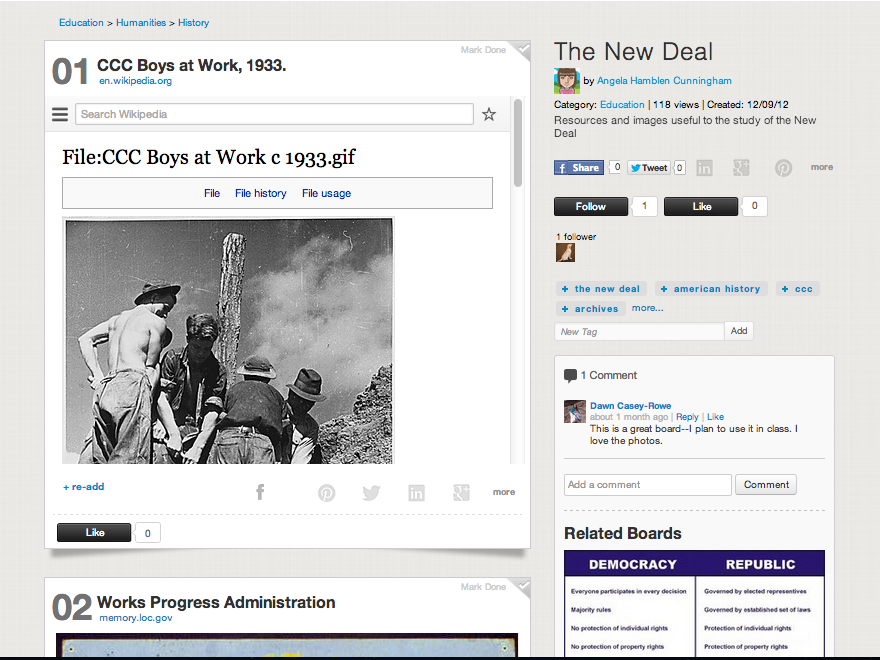 Education > Humanities > History
Mark Done
01 CCC Boys at Work, 1933.
en.wikipedia.org
Search Wikipedia
File:CCC Boys at Work c 1933.gif
File File history File usage
+ re-add
more
Like 0
Mark Done
02 Works Progress Administration
memory.loc.gov
The New Deal
by Angela Hamblen Cunningham
Category: Education | 118 views | Created: 12/09/12
Resources and images useful to the study of the New
Deal
f Share 0 Tweet 0 in more
Follow 1 Like 0
1 follower
+ the new deal + american history + ccc
+ archives more...
New Tag Add
1 Comment
Dawn Casey-Rowe
about 1 month ago | Reply | Like
This is a great board--I plan to use it in class. I
love the photos.
Add a comment Comment
Related Boards
DEMOCRACY REPUBLIC
Everyone participates in every decision Governed by elected representatives
Majority rules Governed by established set of laws
No protection of individual rights Protection of individual rights
No protection of property rights Protection of property rights